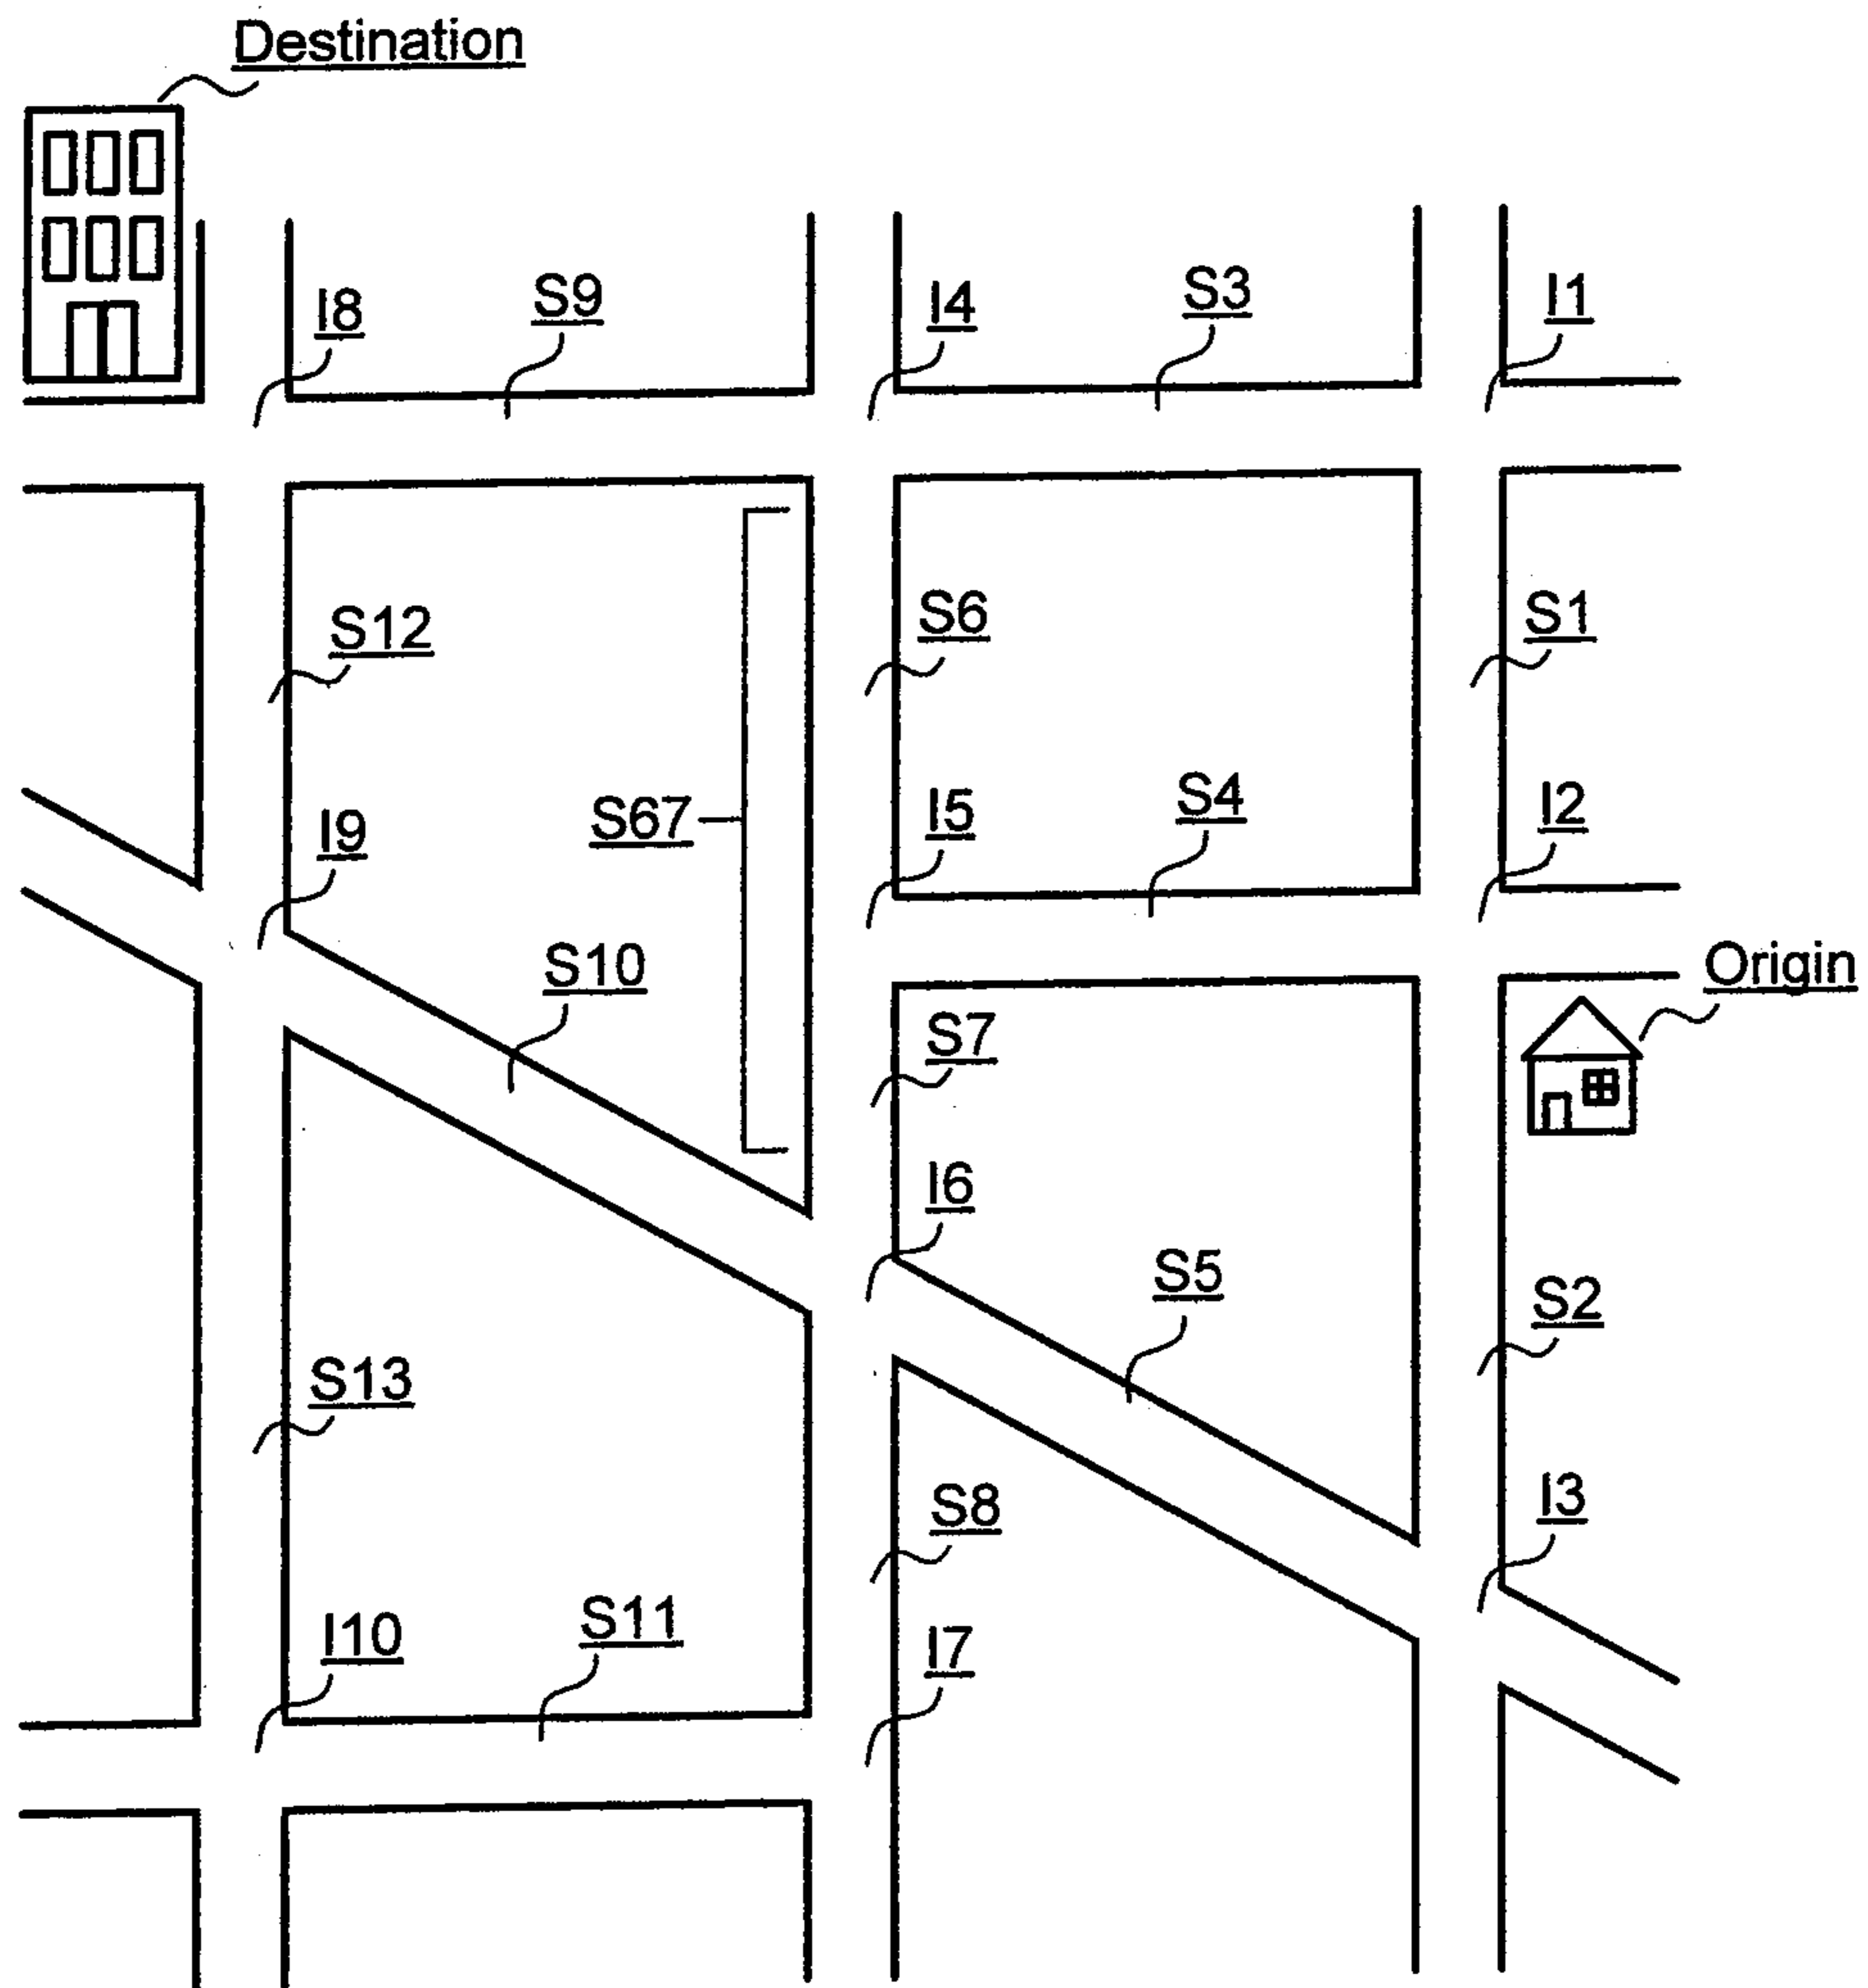 Destination
I8
S9
I4
S3
I1
S12
S6
S1
S67
I9
I5
S4
I2
S10
Origin
S7
I6
S5
S2
S13
S8
I3
I10
S11
I7